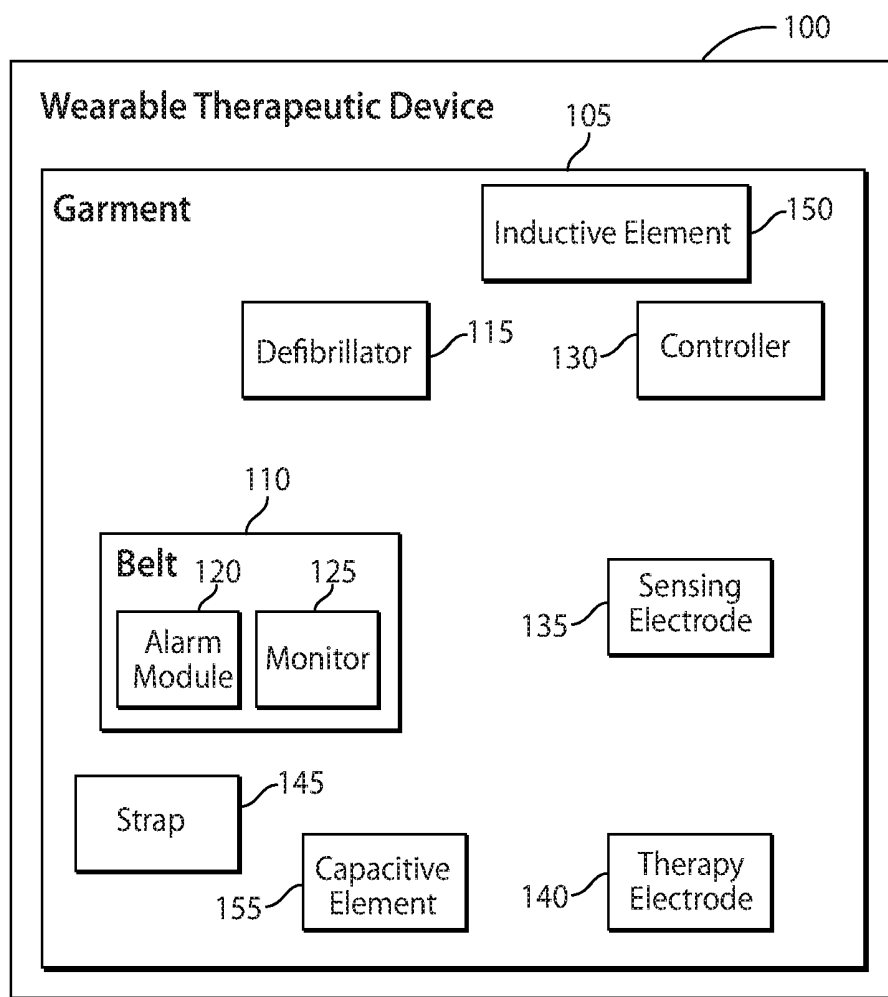 100
Wearable Therapeutic Device
105
Garment
Inductive Element
150
Defibrillator
115
130
Controller
110
Belt
120
125
Alarm
Module
Monitor
135
Sensing
Electrode
Strap
145
155
Capacitive
Element
140
Therapy
Electrode